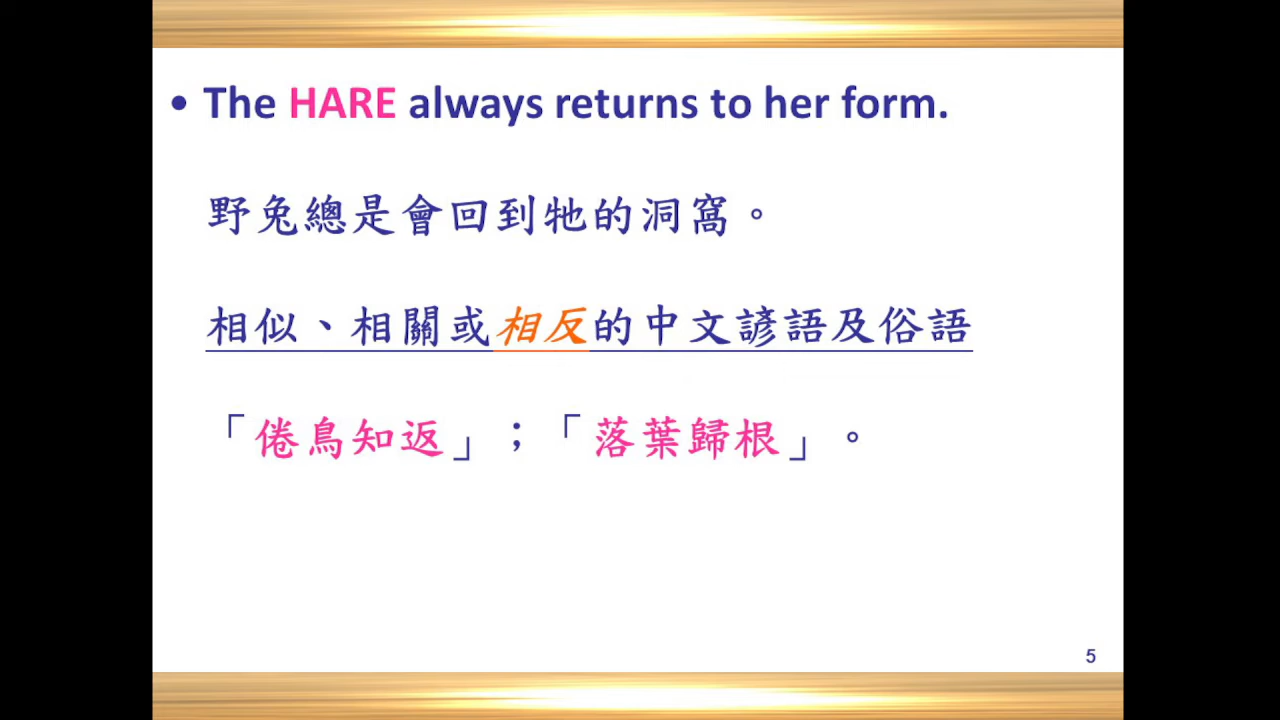 • The HARE always returns to her form.
野兔總是會回到牠的洞窩。
相似、相關或相反的中文諺語及俗語
「倦鳥知返」；「落葉歸根」。
5